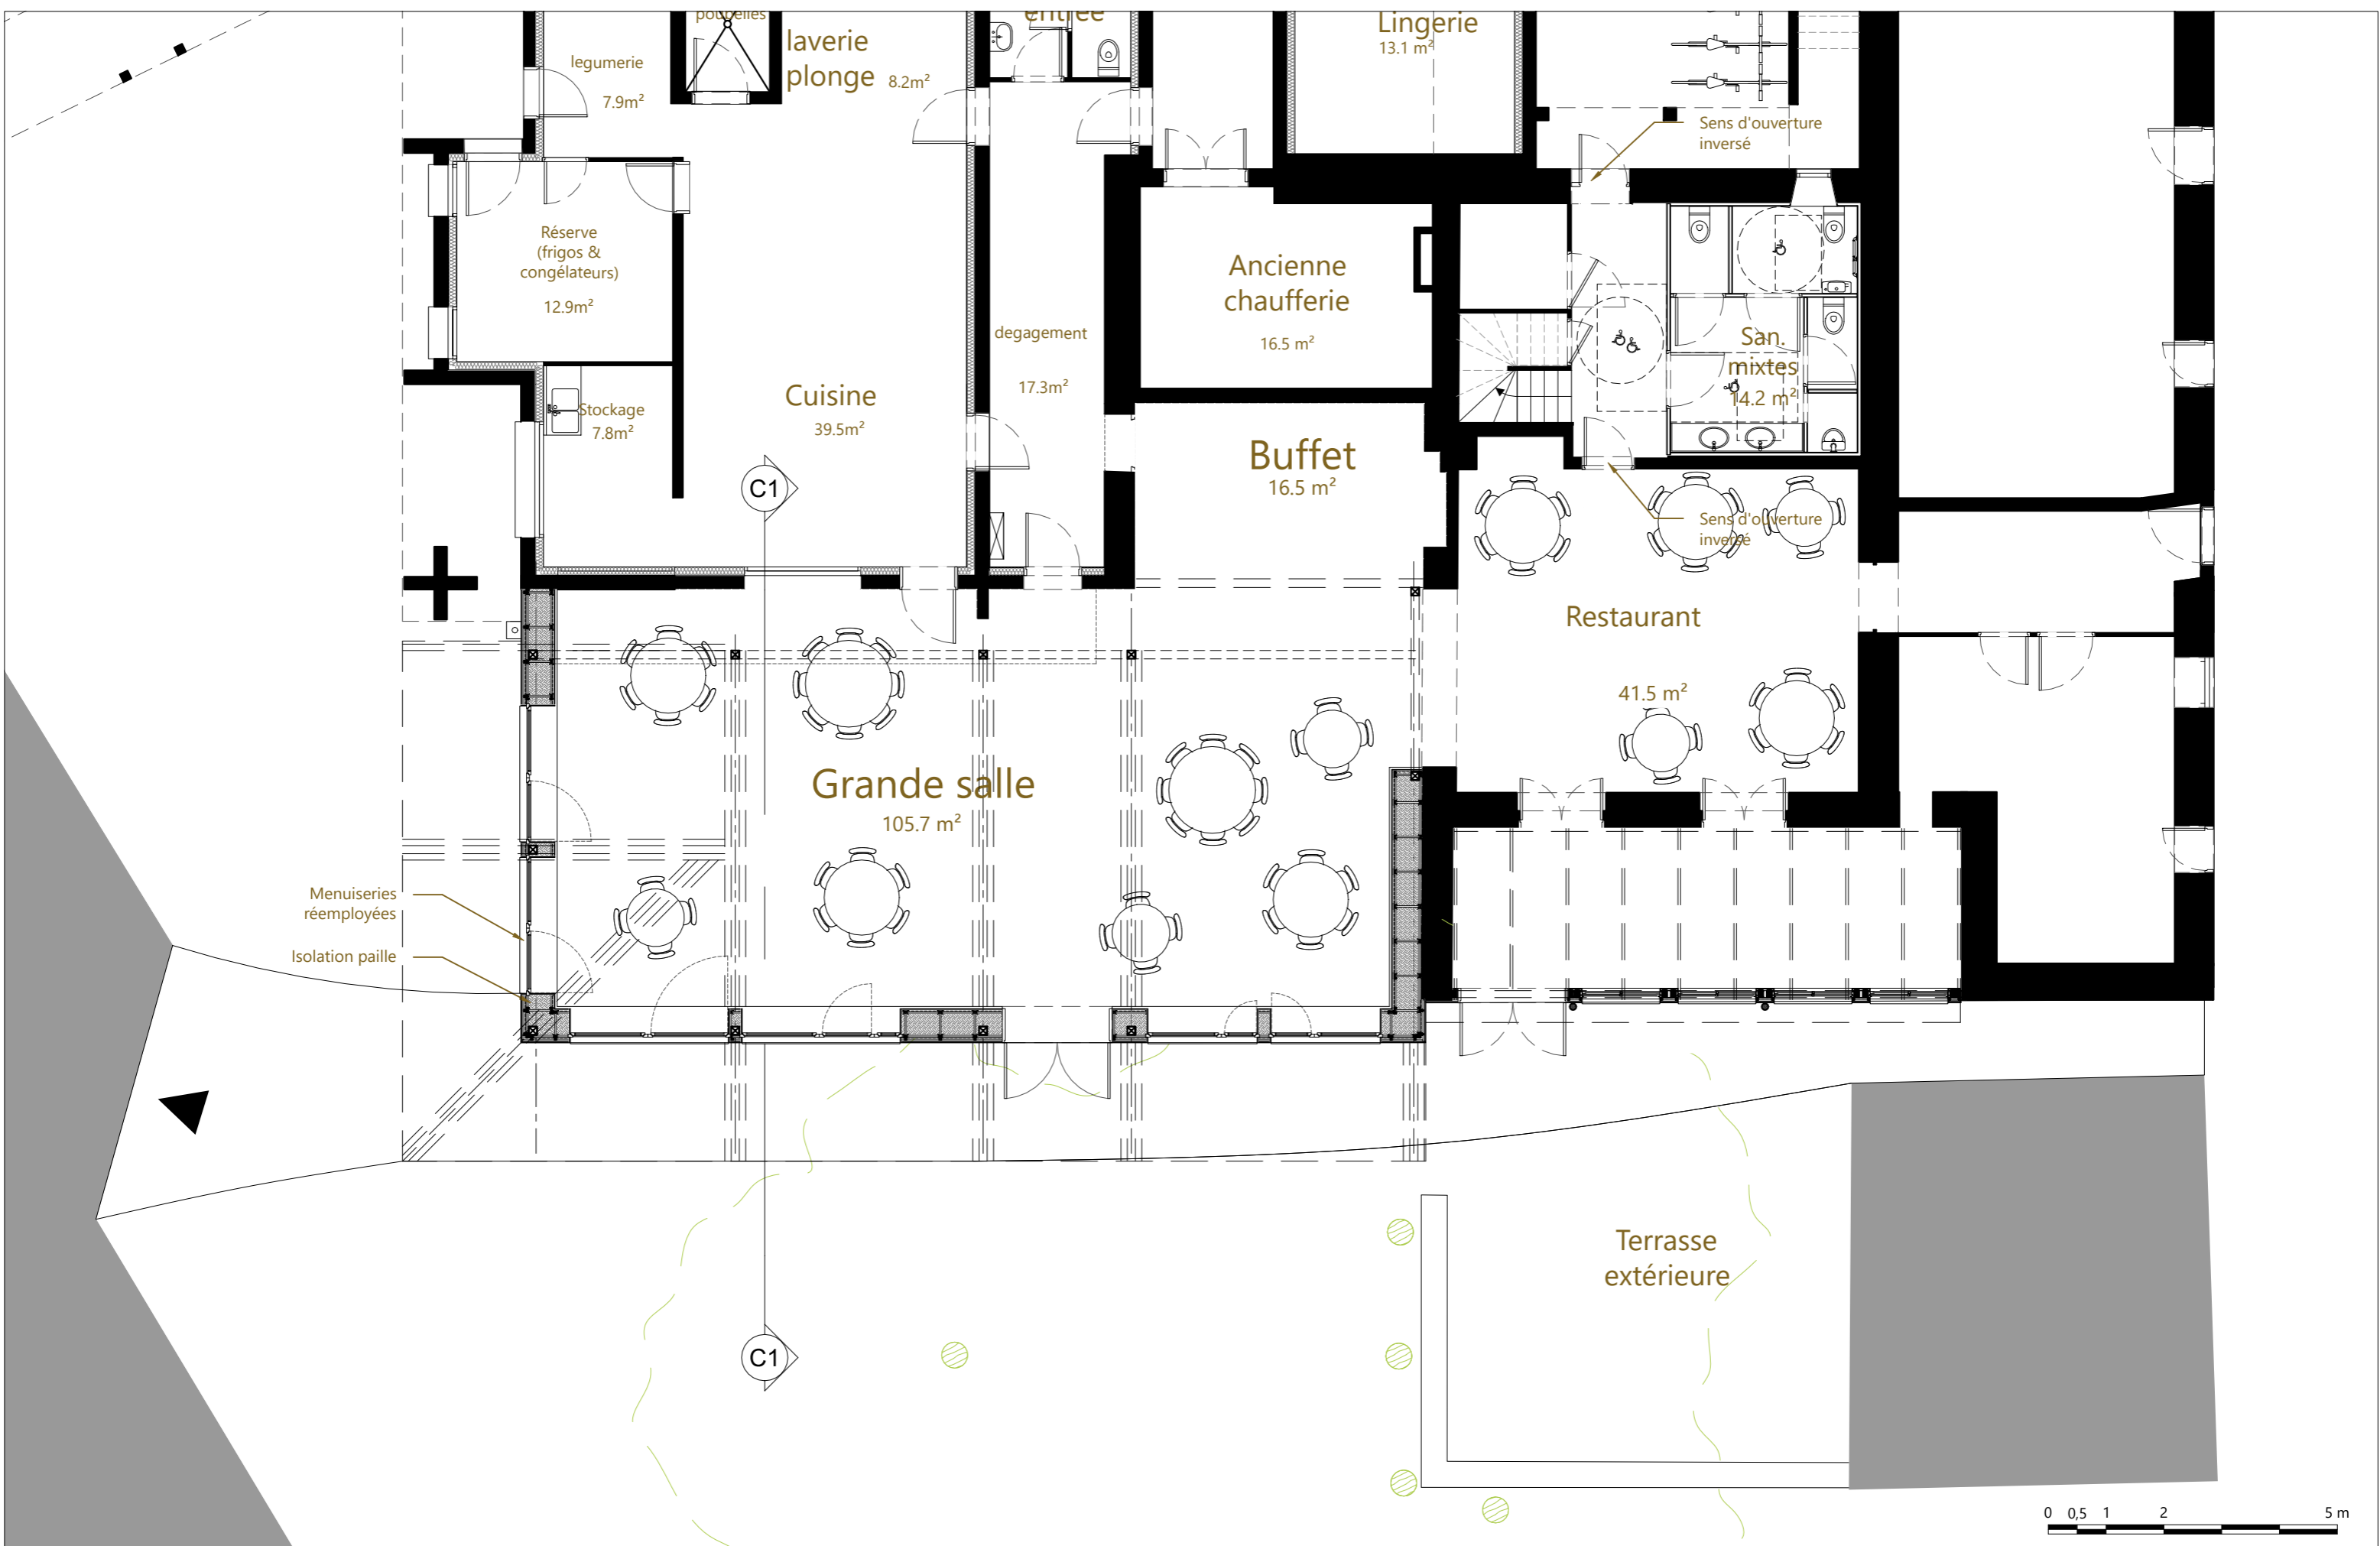 poubelles
entrée
Lingerie
13.1 m²
laverie
plonge
8.2m²
legumerie
7.9m²
Sens d'ouverture
inversé
Réserve
(frigos &
congélateurs)
12.9m²
Ancienne
chaufferie
16.5 m²
degagement
17.3m²
San.
mixtes
14.2 m²
Stockage
7.8m²
Cuisine
39.5m²
Buffet
16.5 m²
C1
Sens d'ouverture
inversé
Restaurant
41.5 m²
Grande salle
105.7 m²
Menuiseries
réemployées
Isolation paille
Terrasse
extérieure
C1
0 0,5 1 2 5 m